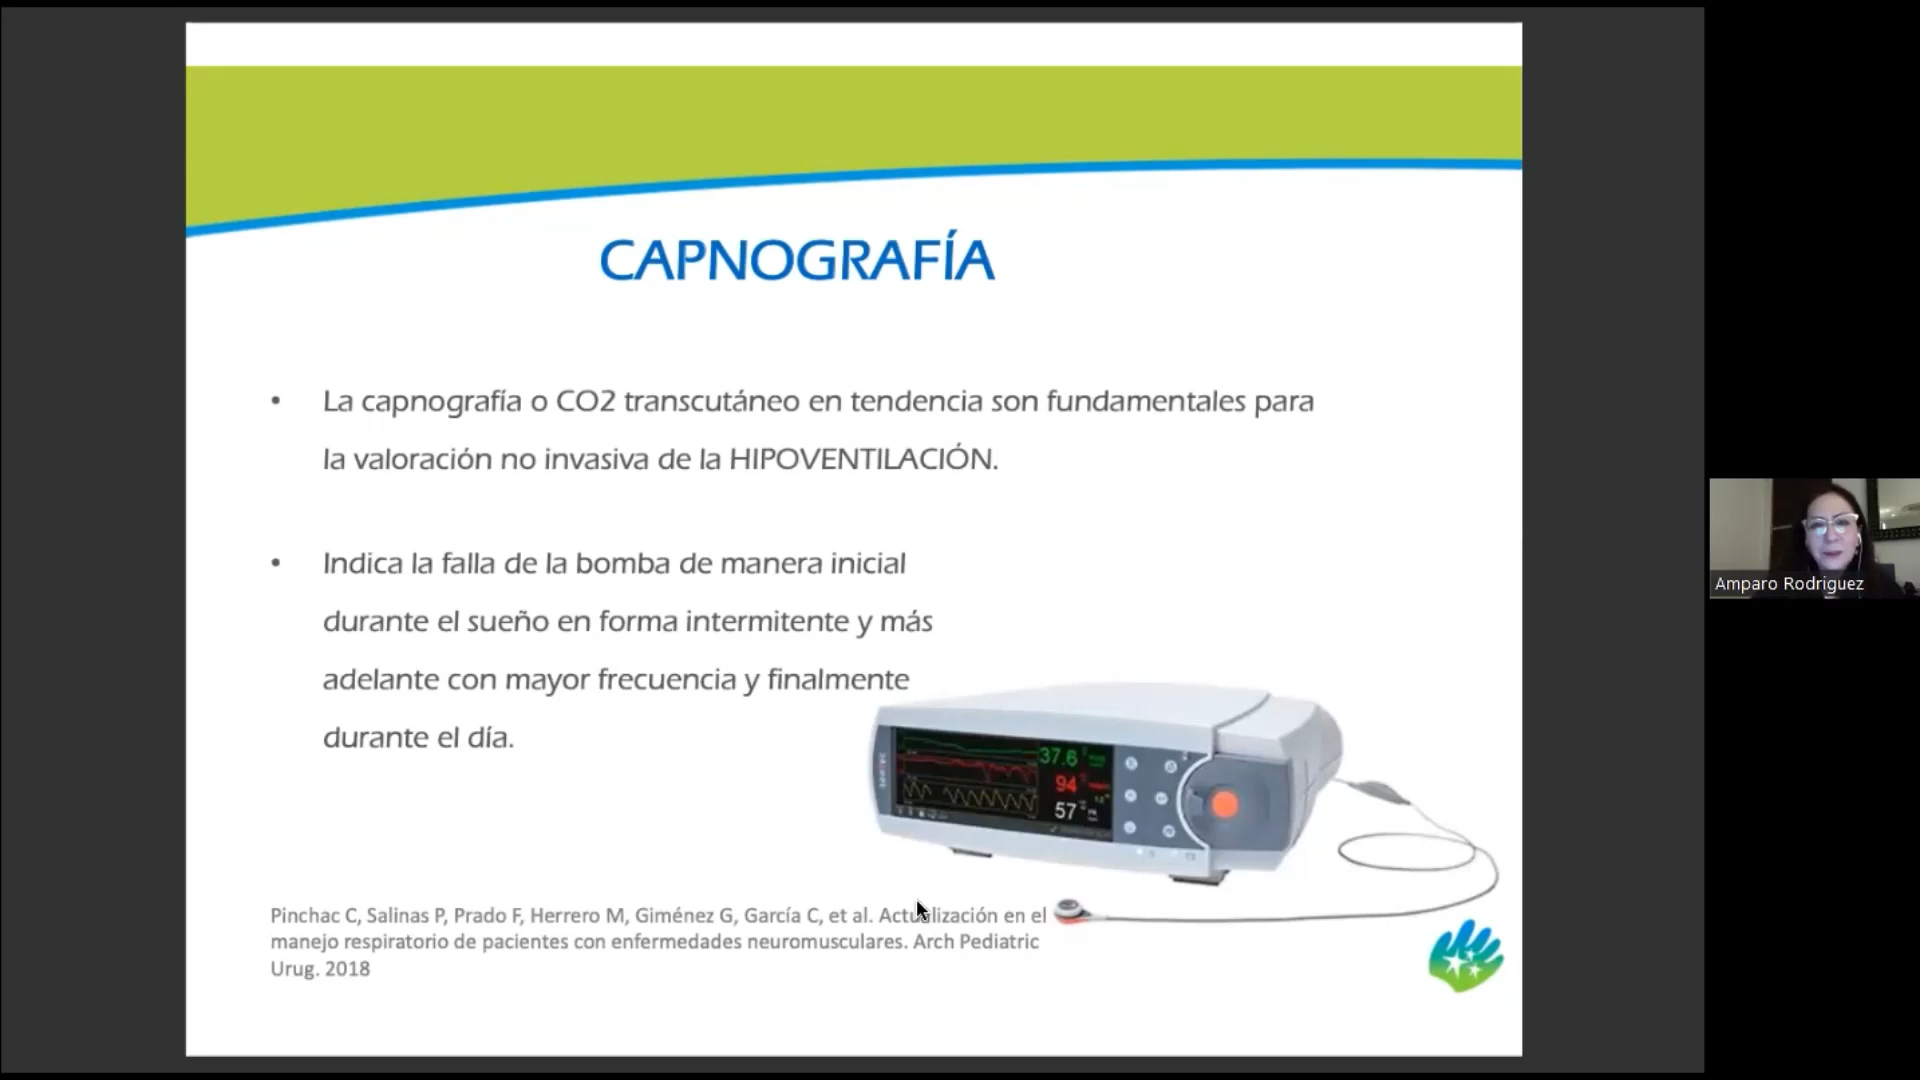 CAPNOGRAFÍA
• La capnografía o CO2 transcutáneo en tendencia son fundamentales para
la valoración no invasiva de la HIPOVENTILACIÓN.
• Indica la falla de la bomba de manera inicial
durante el sueño en forma intermitente y más
adelante con mayor frecuencia y finalmente
durante el día.
37.6
94
57
Pinchac C, Salinas P, Prado F, Herrero M, Giménez G, García C, et al. Actualización en el
manejo respiratorio de pacientes con enfermedades neuromusculares. Arch Pediatric
Urug. 2018
Amparo Rodriguez